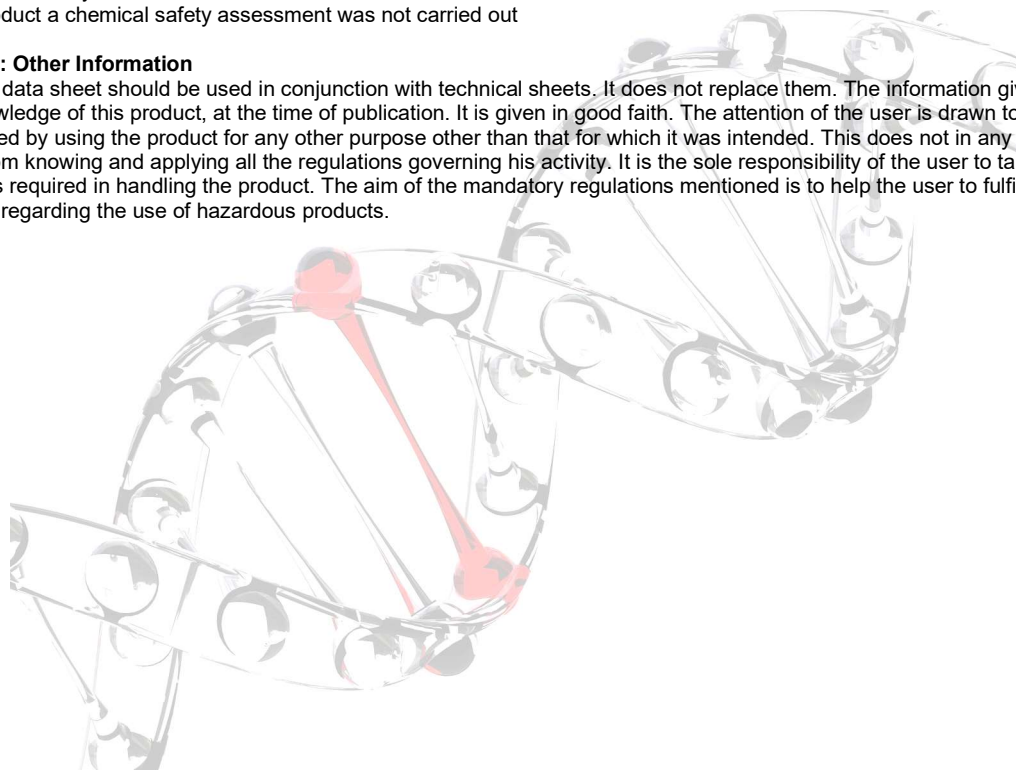 duct a chemical safety assessment was not carried out
: Other Information
data sheet should be used in conjunction with technical sheets. It does not replace them. The information giv
wledge of this product, at the time of publication. It is given in good faith. The attention of the user is drawn to
ed by using the product for any other purpose other than that for which it was intended. This does not in any
om knowing and applying all the regulations governing his activity. It is the sole responsibility of the user to ta
s required in handling the product. The aim of the mandatory regulations mentioned is to help the user to fulfi
regarding the use of hazardous products.